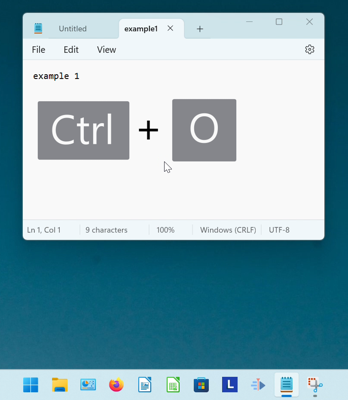 Untitled
example1
File Edit View
example 1
Ctrl + O
Ln 1, Col 1 9 characters 100% Windows (CRLF) UTF-8
L